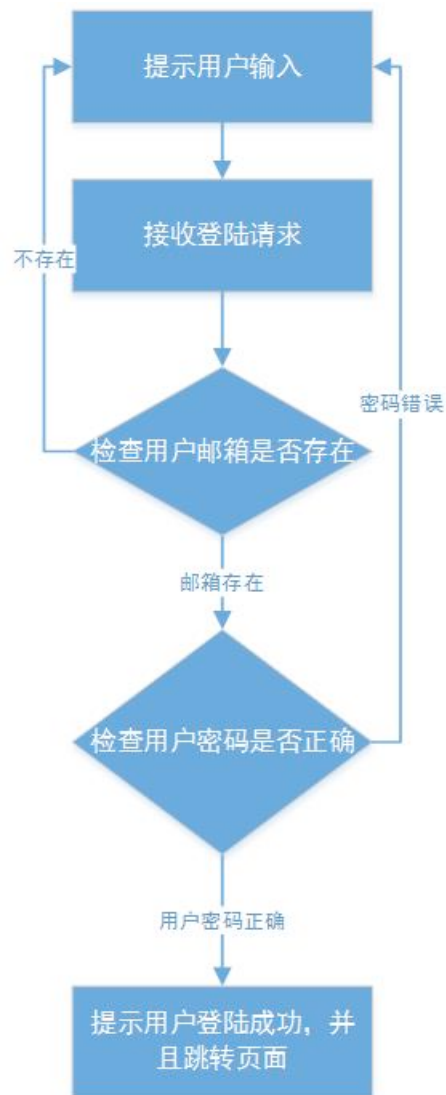 提示用户输入
接收登陆请求
不存在
密码错误
检查用户邮箱是否存在
邮箱存在
检查用户密码是否正确
用户密码正确
提示用户登陆成功，并
且跳转页面